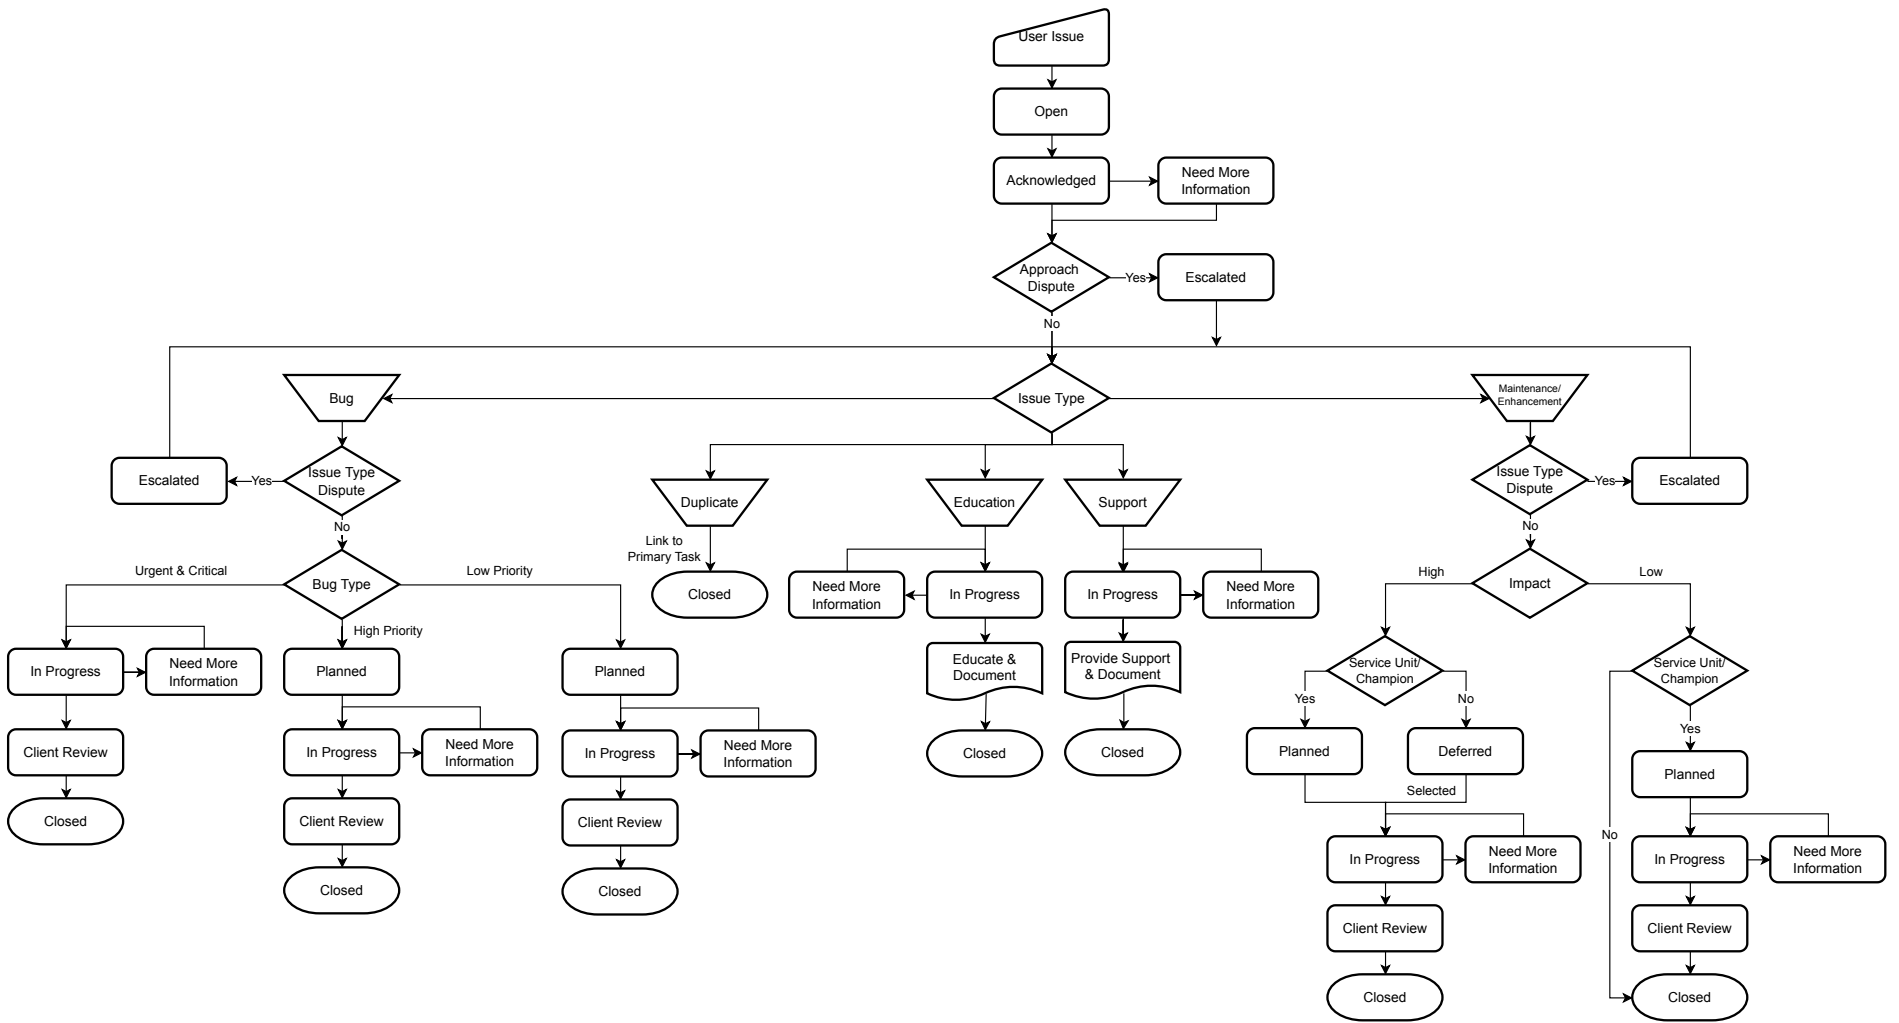 User Issue
Open
Acknowledged
Need More
Information
Approach
Dispute
Yes
Escalated
No
Bug
Issue Type
Maintenance/
Enhancement
Escalated
Yes
Issue Type
Dispute
No
Duplicate
Education
Support
Issue Type
Dispute
Yes
Escalated
No
Link to
Primary Task
Urgent & Critical
Bug Type
Low Priority
High Priority
Closed
Need More
Information
In Progress
In Progress
Need More
Information
High
Impact
Low
In Progress
Need More
Information
Planned
Planned
Educate &
Document
Provide Support
& Document
Service Unit/
Champion
Service Unit/
Champion
Yes
No
Yes
Client Review
In Progress
Need More
Information
In Progress
Need More
Information
Closed
Closed
Planned
Deferred
Planned
Selected
Closed
Client Review
Client Review
No
In Progress
Need More
Information
In Progress
Need More
Information
Closed
Closed
Client Review
Client Review
Closed
Closed